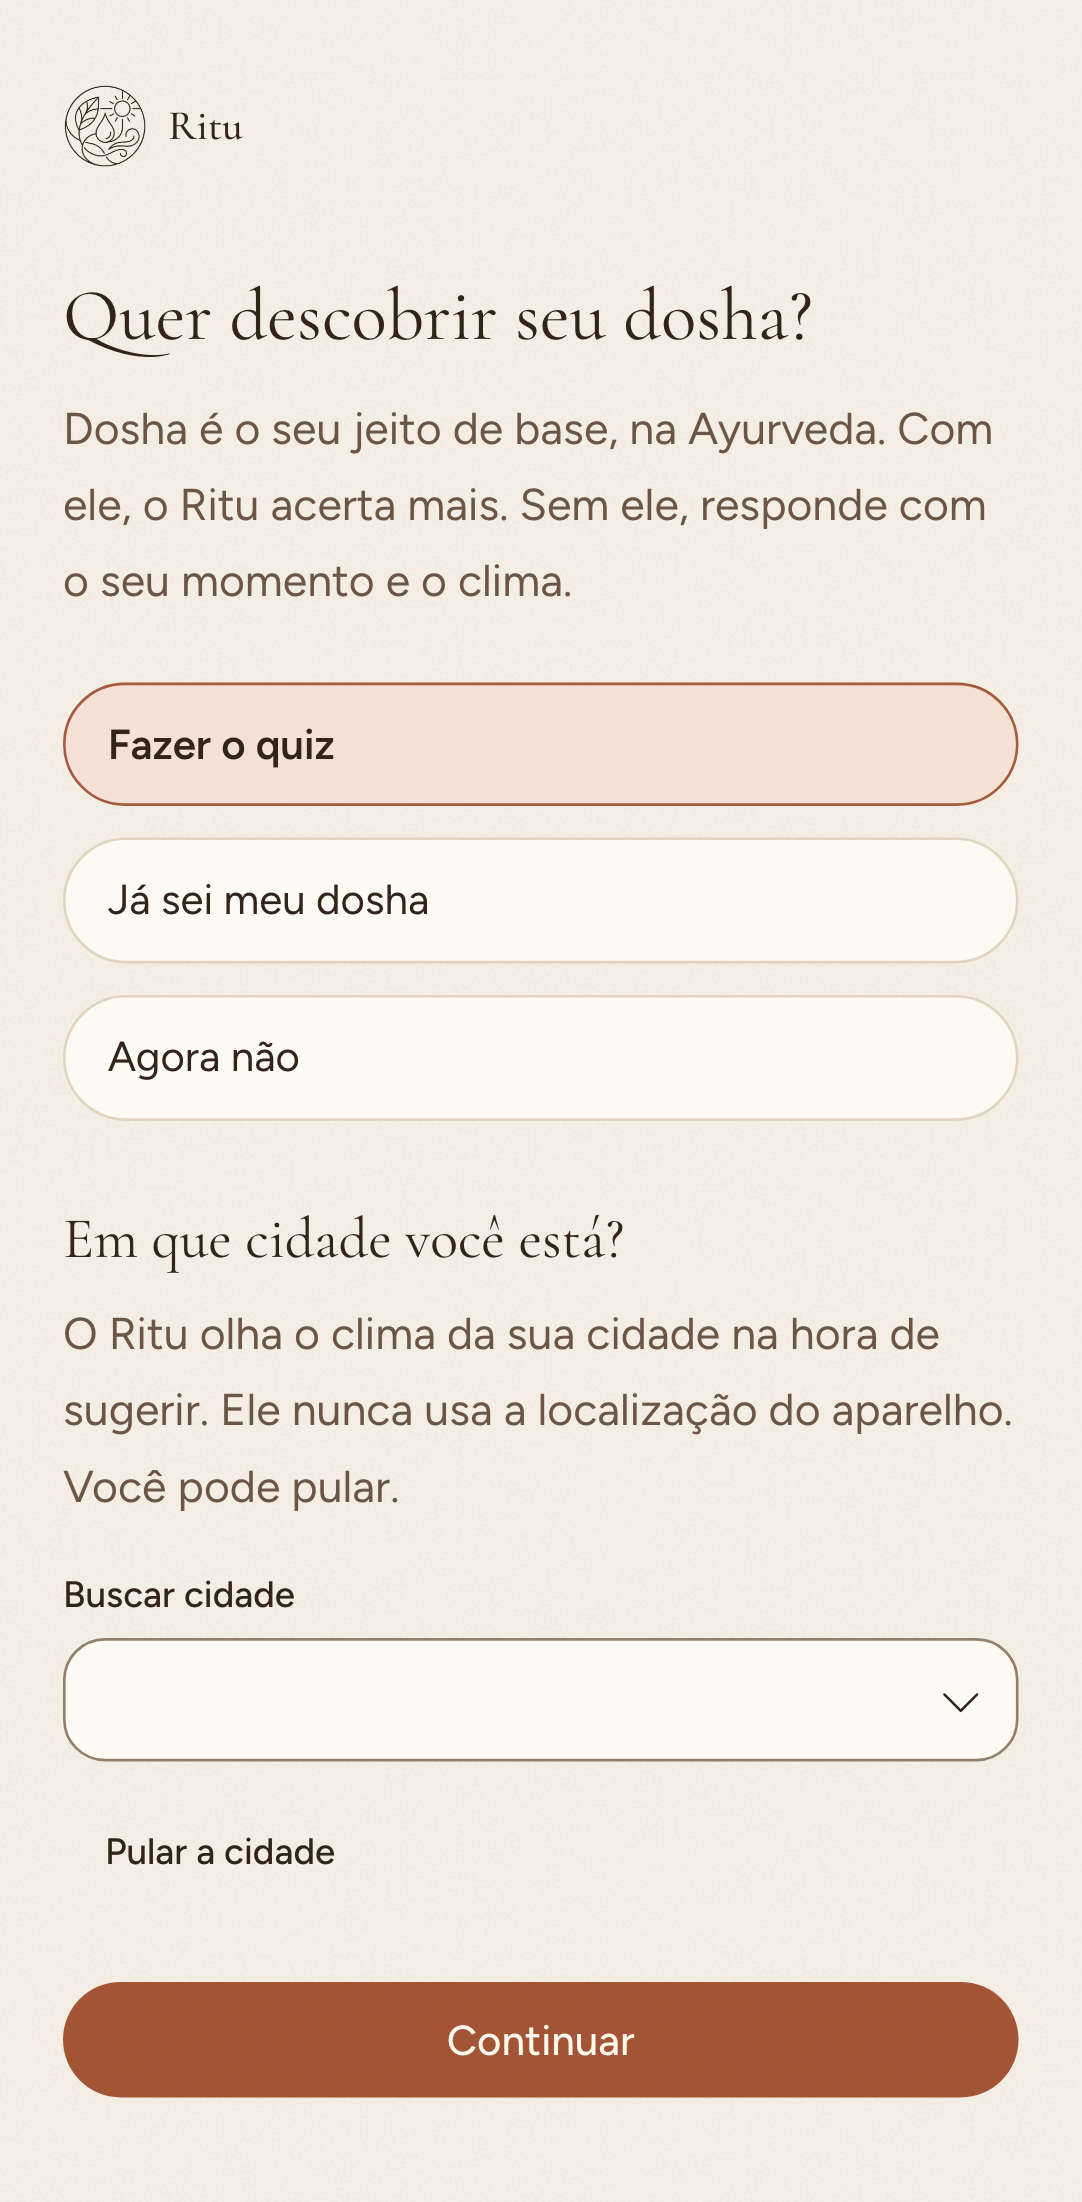 Ritu
Quer descobrir seu dosha?
Dosha é o seu jeito de base, na Ayurveda. Com
ele, o Ritu acerta mais. Sem ele, responde com
o seu momento e o clima.
Fazer o quiz
Já sei meu dosha
Agora não
Em que cidade você está?
O Ritu olha o clima da sua cidade na hora de
sugerir. Ele nunca usa a localização do aparelho.
Você pode pular.
Buscar cidade
Pular a cidade
Continuar